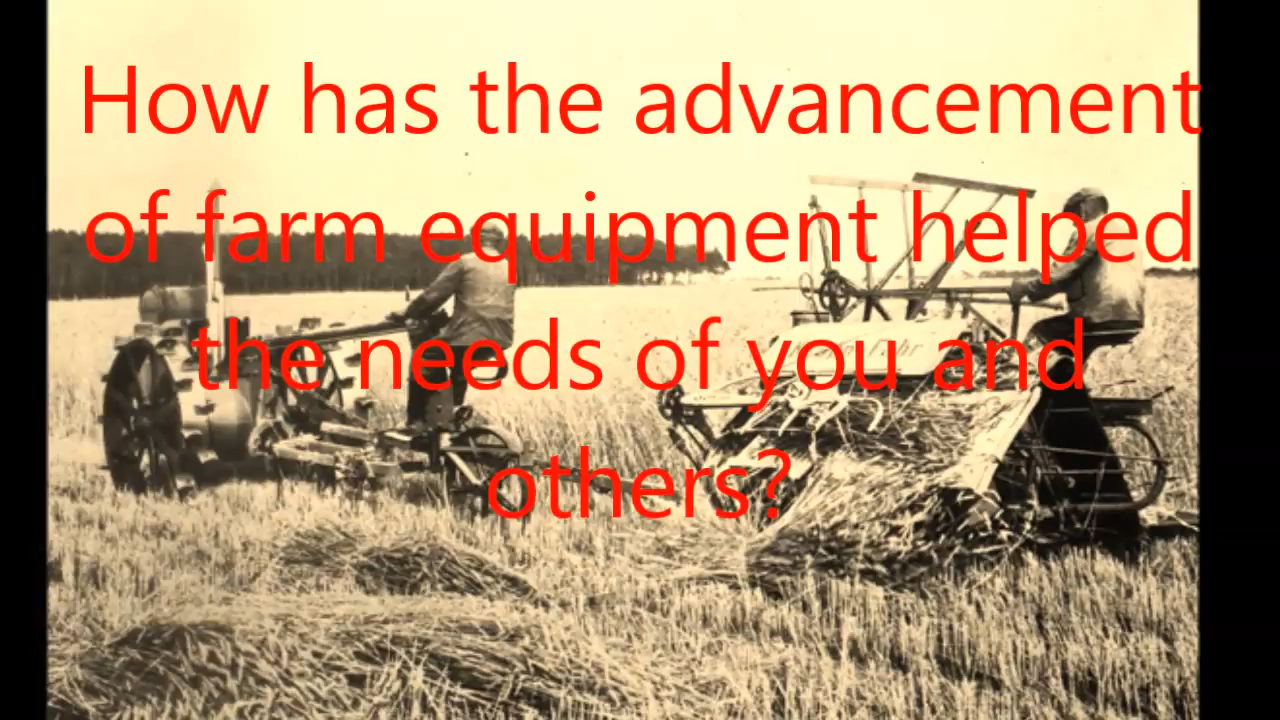 How has the advancement
of farm equipment helped
the needs of you and
others?